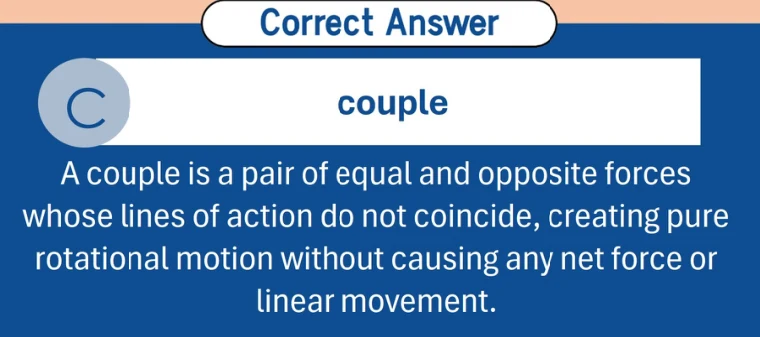 Correct Answer
C
couple
A couple is a pair of equal and opposite forces
whose lines of action do not coincide, creating pure
rotational motion without causing any net force or
linear movement.